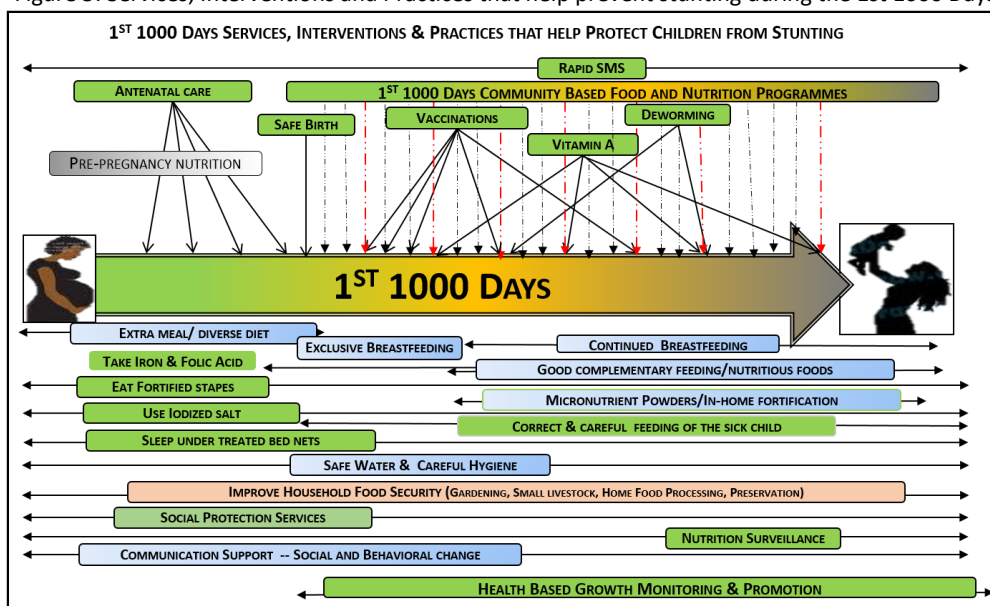 1ST 1000 DAYS SERVICES, INTERVENTIONS & PRACTICES THAT HELP PROTECT CHILDREN FROM STUNTING
RAPID SMS
ANTENATAL CARE
1ST 1000 DAYS COMMUNITY BASED FOOD AND NUTRITION PROGRAMMES
SAFE BIRTH
VACCINATIONS
DEWORMING
VITAMIN A
PRE-PREGNANCY NUTRITION
1ST 1000 DAYS
EXTRA MEAL/ DIVERSE DIET
EXCLUSIVE BREASTFEEDING
CONTINUED BREASTFEEDING
TAKE IRON & FOLIC ACID
GOOD COMPLEMENTARY FEEDING/NUTRITIOUS FOODS
EAT FORTIFIED STAPES
MICRONUTRIENT POWDERS/IN-HOME FORTIFICATION
USE IODIZED SALT
CORRECT & CAREFUL FEEDING OF THE SICK CHILD
SLEEP UNDER TREATED BED NETS
SAFE WATER & CAREFUL HYGIENE
IMPROVE HOUSEHOLD FOOD SECURITY (GARDENING, SMALL LIVESTOCK, HOME FOOD PROCESSING, PRESERVATION)
SOCIAL PROTECTION SERVICES
NUTRITION SURVEILLANCE
COMMUNICATION SUPPORT -- SOCIAL AND BEHAVIORAL CHANGE
HEALTH BASED GROWTH MONITORING & PROMOTION